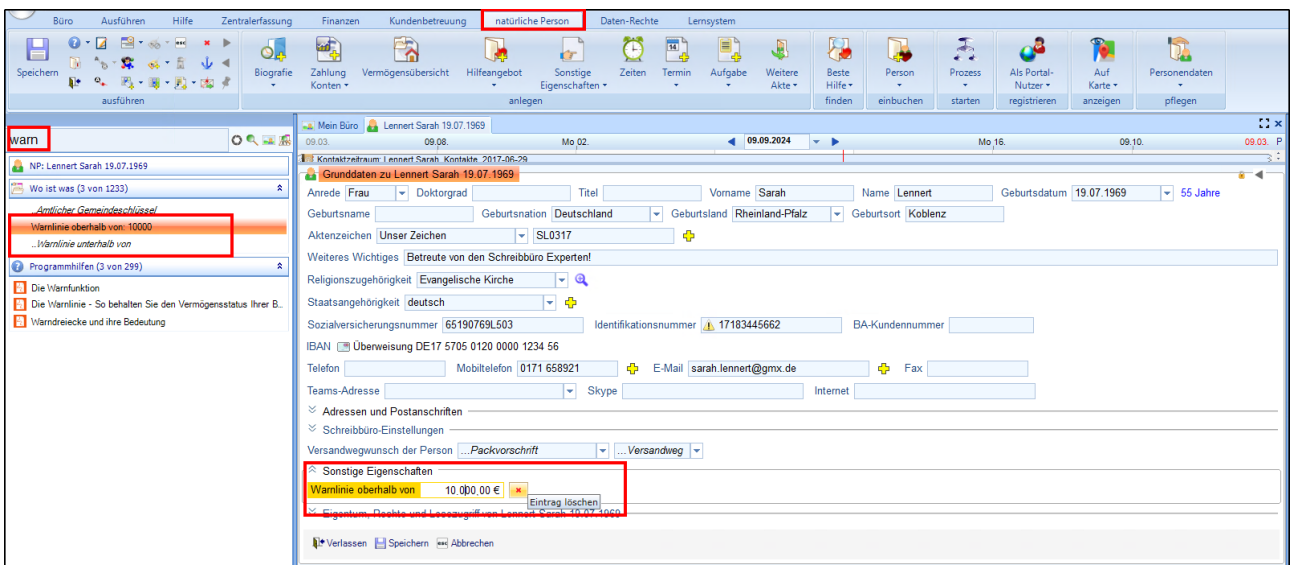 Büro Ausführen Hilfe Zentralerfassung Finanzen Kundenbetreuung natürliche Person Daten-Rechte Lernsystem
Speichern Biografie Zahlung Konten Vermögensübersicht Hilfeangebot Sonstige Eigenschaften Zeiten Termin Aufgabe Weitere Akte Beste Hilfe Person Prozess Als Portal-Nutzer Auf Karte Personendaten
ausführen anlegen finden einbuchen starten registrieren anzeigen pflegen
Mein Büro Lennert Sarah 19.07.1969
warn
09.03. 09.08. Mo 02. 09.09.2024 Mo 16. 09.10. 09.03. P
Kontaktzeitraum: Lennert Sarah, Kontakte, 2017-06-29
NP: Lennert Sarah 19.07.1969
Wo ist was (3 von 1233)
..Amtlicher Gemeindeschlüssel
Warnlinie oberhalb von: 10000
..Warnlinie unterhalb von
Programmhilfen (3 von 299)
Die Warnfunktion
Die Warnlinie - So behalten Sie den Vermögensstatus Ihrer B..
Warndreiecke und ihre Bedeutung
Grunddaten zu Lennert Sarah 19.07.1969
Anrede Frau Doktorgrad Titel Vorname Sarah Name Lennert Geburtsdatum 19.07.1969 55 Jahre
Geburtsname Geburtsnation Deutschland Geburtsland Rheinland-Pfalz Geburtsort Koblenz
Aktenzeichen Unser Zeichen SL0317
Weiteres Wichtiges Betreute von den Schreibbüro Experten!
Religionszugehörigkeit Evangelische Kirche
Staatsangehörigkeit deutsch
Sozialversicherungsnummer 65190769L503 Identifikationsnummer 17183445662 BA-Kundennummer
IBAN Überweisung DE17 5705 0120 0000 1234 56
Telefon Mobiltelefon 0171 658921 E-Mail sarah.lennert@gmx.de Fax
Teams-Adresse Skype Internet
Adressen und Postanschriften
Schreibbüro-Einstellungen
Versandwegwunsch der Person ...Packvorschrift ...Versandweg
Sonstige Eigenschaften
Warnlinie oberhalb von 10.000,00 €
Eintrag löschen
Eigentum, Rechte und Lesezugriff von Lennert Sarah 19.07.1969
Verlassen Speichern esc Abbrechen